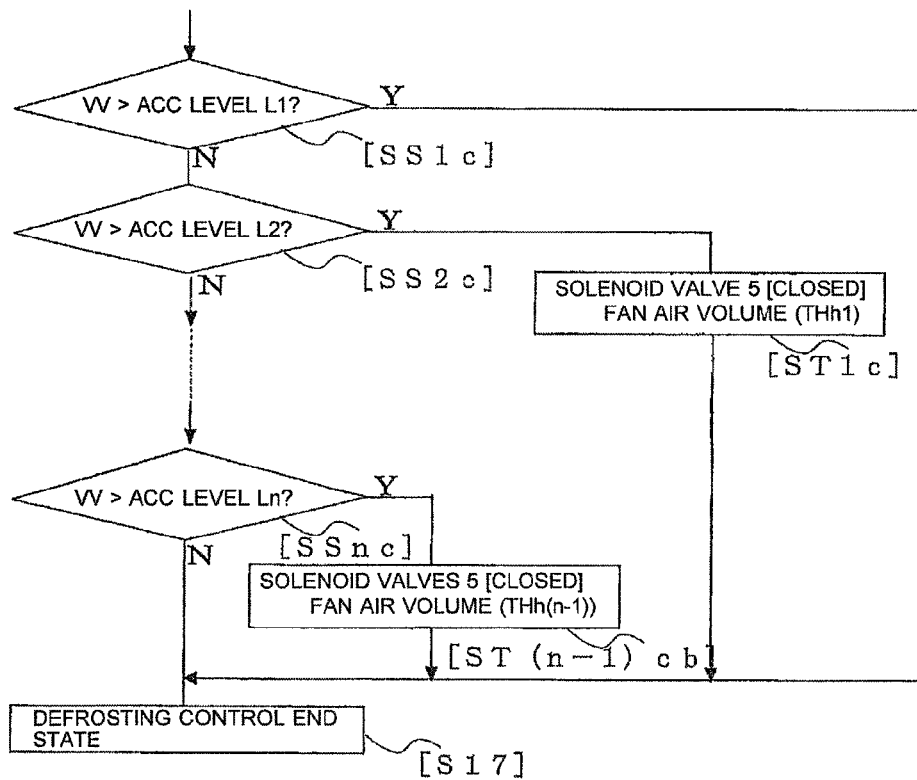 VV > ACC LEVEL L1?
Y
N
[SS1c]
VV > ACC LEVEL L2?
Y
N
[SS2c]
SOLENOID VALVE 5 [CLOSED]
FAN AIR VOLUME (THh1)
[ST1c]
VV > ACC LEVEL Ln?
Y
N
[SSnc]
SOLENOID VALVES 5 [CLOSED]
FAN AIR VOLUME (THh(n-1))
[ST(n-1)cb]
DEFROSTING CONTROL END
STATE
[S17]